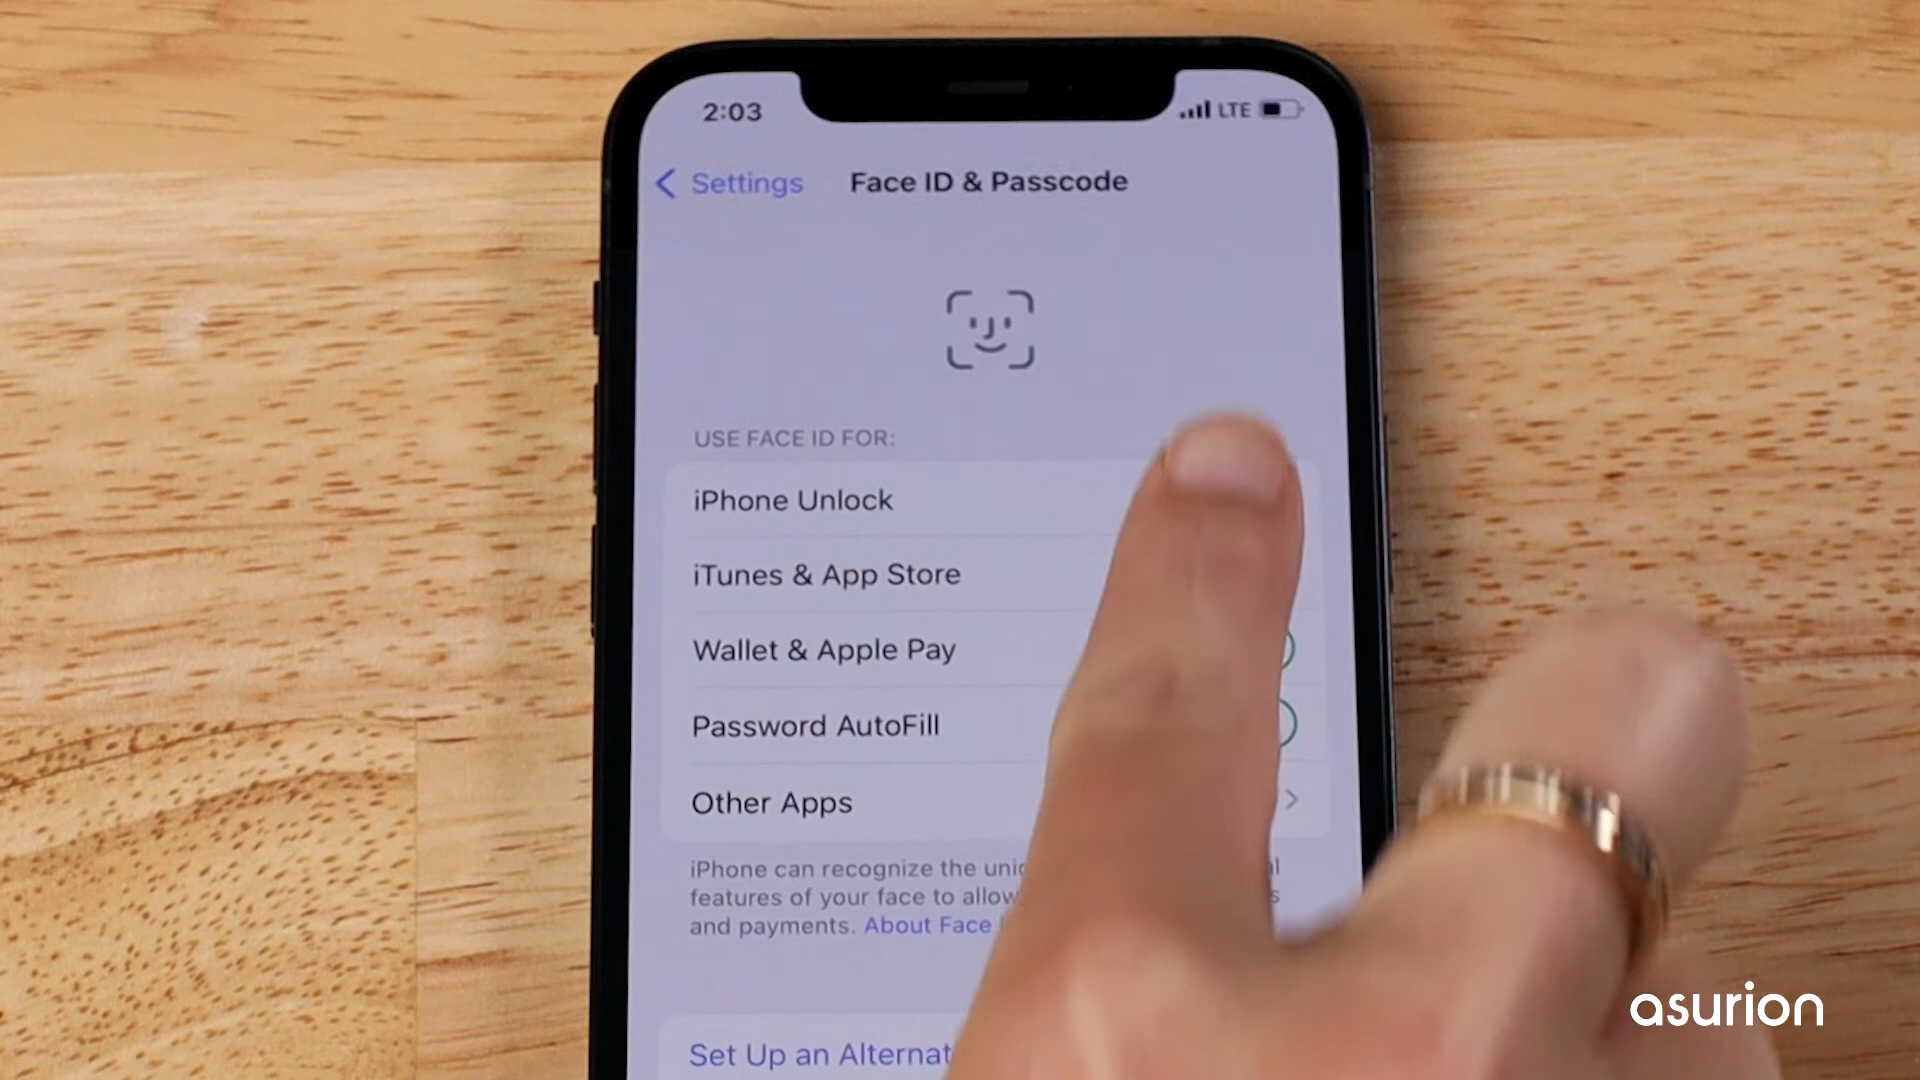 2:03
LTE
Settings
Face ID & Passcode
USE FACE ID FOR:
iPhone Unlock
iTunes & App Store
Wallet & Apple Pay
Password AutoFill
Other Apps
iPhone can recognize the
features of your face to allow
and payments. About Face
Set Up an
asurion